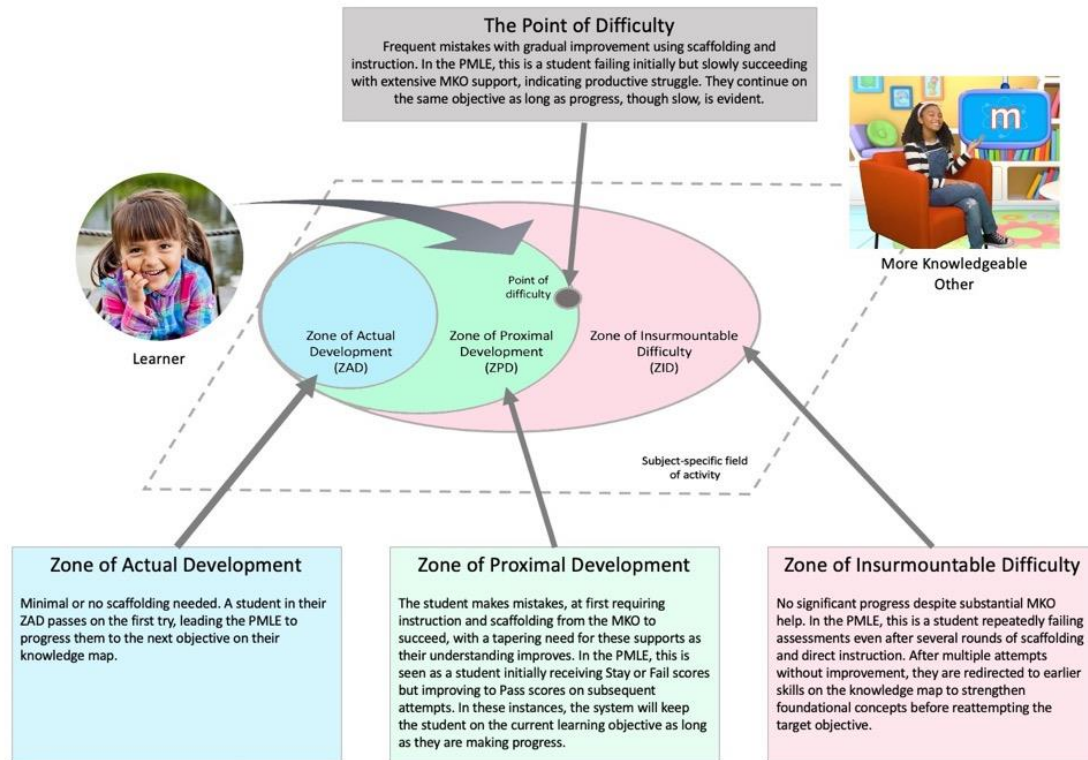 The Point of Difficulty
Frequent mistakes with gradual improvement using scaffolding and
instruction. In the PMLE, this is a student failing initially but slowly succeeding
with extensive MKO support, indicating productive struggle. They continue on
the same objective as long as progress, though slow, is evident.
m
Learner
More Knowledgeable
Other
Point of
difficulty
Zone of Actual
Development
(ZAD)
Zone of Proximal
Development
(ZPD)
Zone of Insurmountable
Difficulty
(ZID)
Subject-specific field
of activity
Zone of Actual Development
Minimal or no scaffolding needed. A student in their
ZAD passes on the first try, leading the PMLE to
progress them to the next objective on their
knowledge map.
Zone of Proximal Development
The student makes mistakes, at first requiring
instruction and scaffolding from the MKO to
succeed, with a tapering need for these supports as
their understanding improves. In the PMLE, this is
seen as a student initially receiving Stay or Fail scores
but improving to Pass scores on subsequent
attempts. In these instances, the system will keep
the student on the current learning objective as long
as they are making progress.
Zone of Insurmountable Difficulty
No significant progress despite substantial MKO
help. In the PMLE, this is a student repeatedly failing
assessments even after several rounds of scaffolding
and direct instruction. After multiple attempts
without improvement, they are redirected to earlier
skills on the knowledge map to strengthen
foundational concepts before reattempting the
target objective.